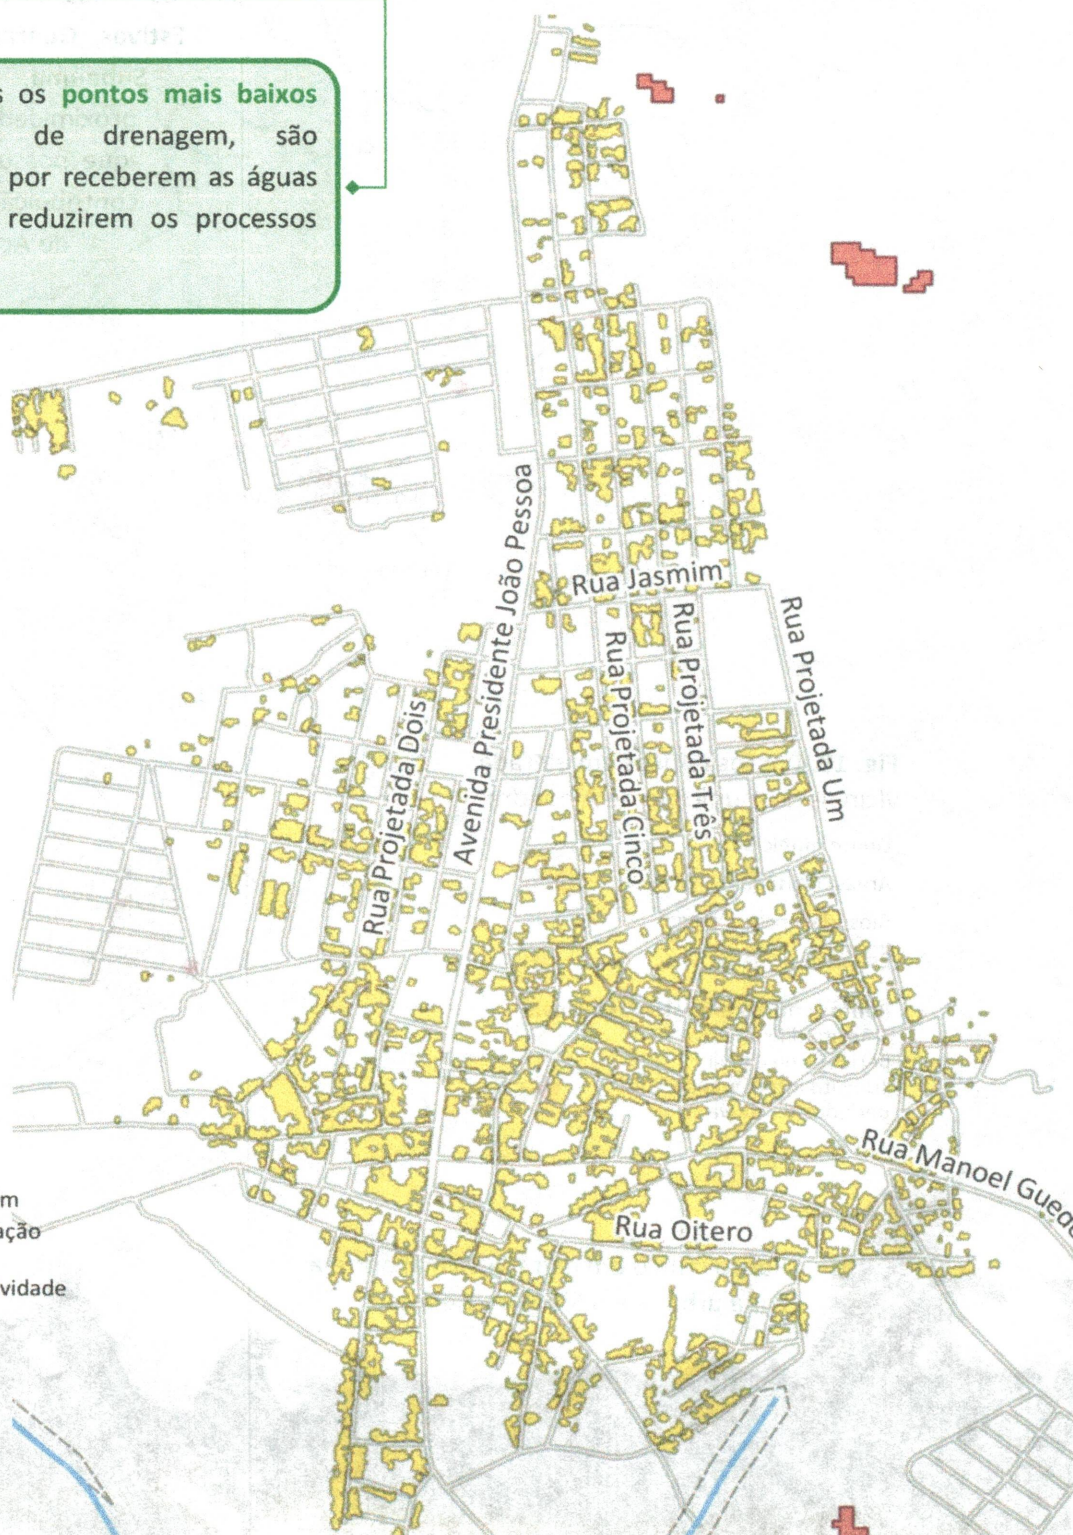 s os pontos mais baixos
de drenagem, são
por receberem as águas
reduzirem os processos
Avenida Presidente João Pessoa
Rua Jasmim
Rua Projetada Um
Rua Projetada Três
Rua Projetada Cinco
Rua Projetada Dois
Rua Manoel Guede
Rua Oitero
m
ação
vidade